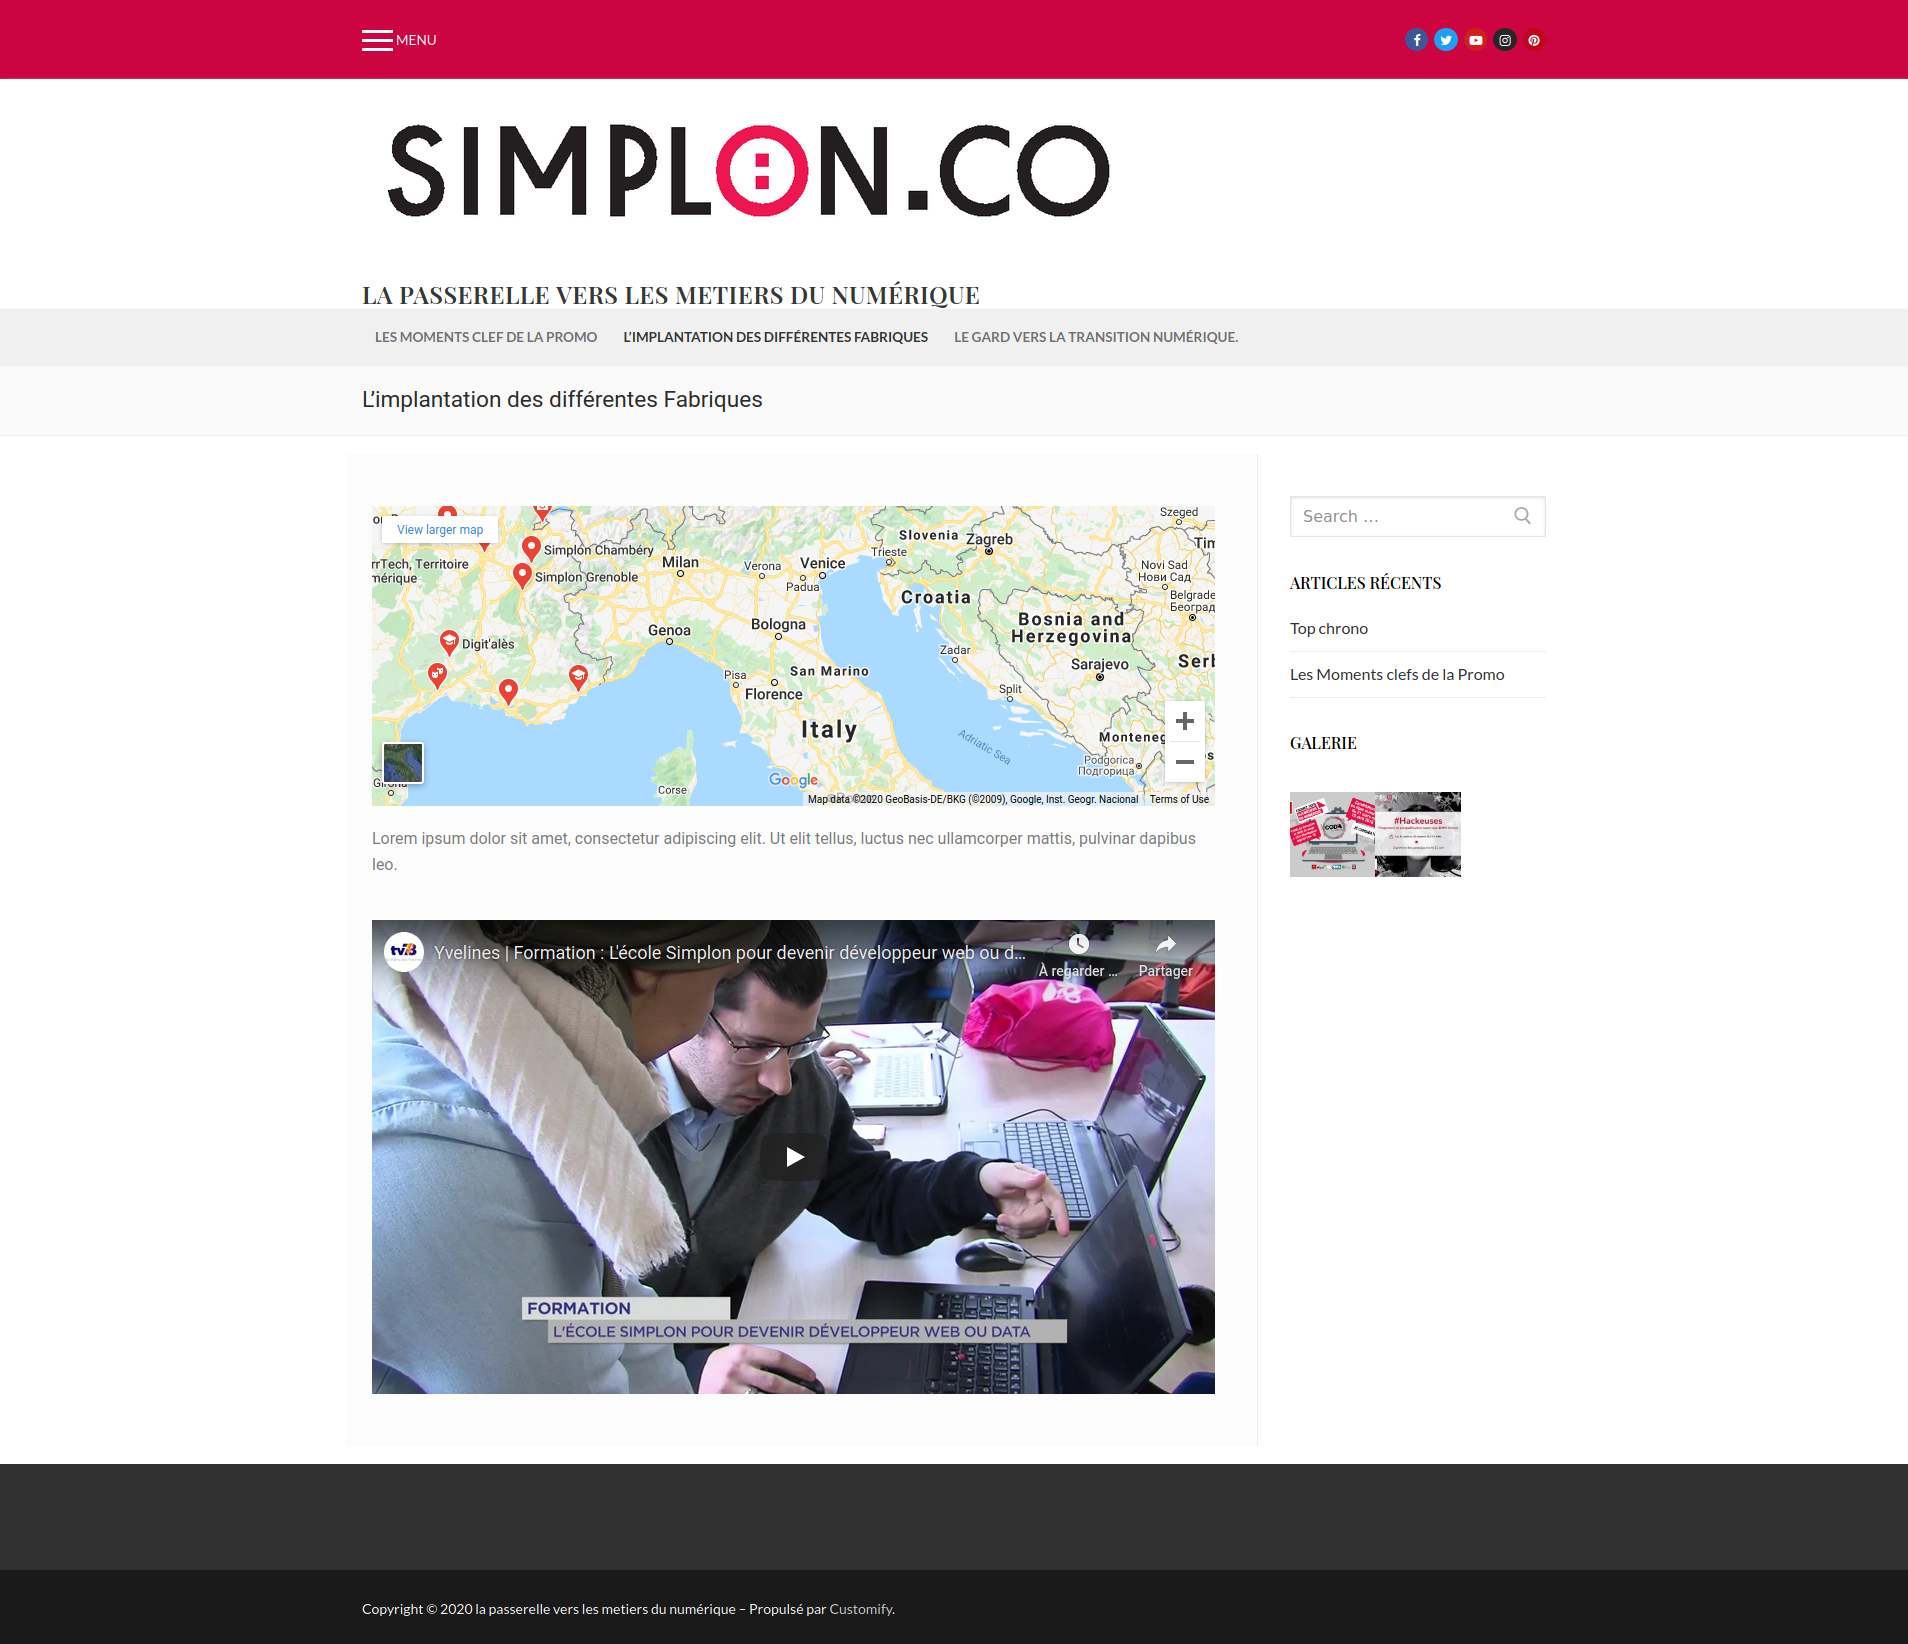 MENU
SIMPLON.CO
LA PASSERELLE VERS LES METIERS DU NUMÉRIQUE
LES MOMENTS CLEF DE LA PROMO
L'IMPLANTATION DES DIFFÉRENTES FABRIQUES
LE GARD VERS LA TRANSITION NUMÉRIQUE.
L'implantation des différentes Fabriques
View larger map
rrTech, Territoire
mérique
Simplon Chambéry
Simplon Grenoble
Digit'alès
Milan
Verona
Venice
Padua
Trieste
Slovenia
Zagreb
Szeged
Novi Sad
Нови Сад
Belgrade
Београд
Croatia
Bosnia and
Herzegovina
Genoa
Bologna
San Marino
Zadar
Sarajevo
Pisa
Florence
Split
Italy
Adriatic Sea
Podgorica
Подгорица
Corse
Google
Map data ©2020 GeoBasis-DE/BKG (©2009), Google, Inst. Geogr. Nacional
Terms of Use
Lorem ipsum dolor sit amet, consectetur adipiscing elit. Ut elit tellus, luctus nec ullamcorper mattis, pulvinar dapibus
leo.
tv78
Yvelines | Formation : L'école Simplon pour devenir développeur web ou d...
À regarder ...
Partager
FORMATION
L'ÉCOLE SIMPLON POUR DEVENIR DÉVELOPPEUR WEB OU DATA
Search ...
ARTICLES RÉCENTS
Top chrono
Les Moments clefs de la Promo
GALERIE
#Hackeuses
Copyright © 2020 la passerelle vers les metiers du numérique – Propulsé par Customify.